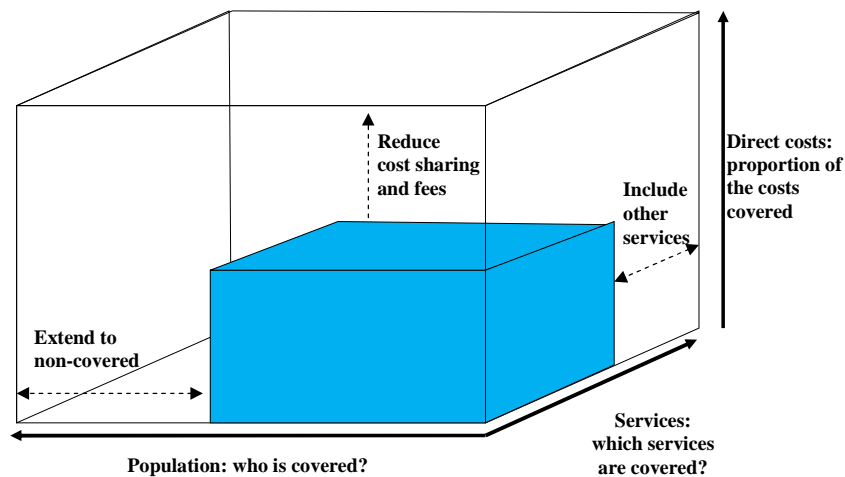 Reduce
cost sharing
and fees
Direct costs:
proportion of
the costs
covered
Include
other
services
Extend to
non-covered
Services:
which services
are covered?
Population: who is covered?